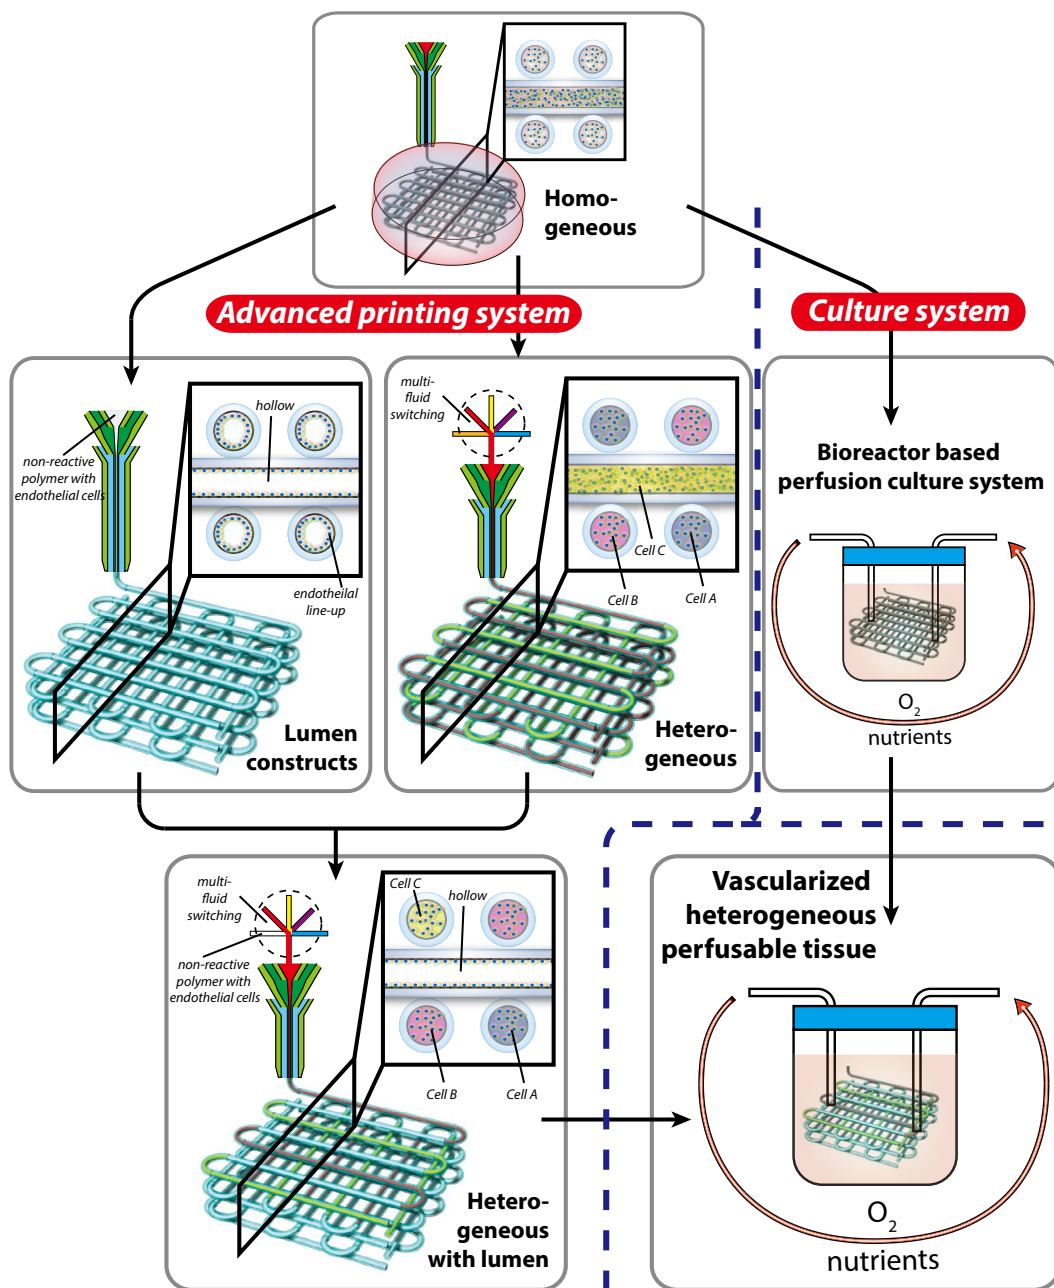 Homo-
geneous
Advanced printing system
Culture system
non-reactive
polymer with
endothelial cells
hollow
endotheilal
line-up
Lumen
constructs
multi-
fluid
switching
Cell C
Cell B
Cell A
Hetero-
geneous
Bioreactor based
perfusion culture system
O2
nutrients
multi-
fluid
switching
non-reactive
polymer with
endothelial cells
Cell C
hollow
Cell B
Cell A
Hetero-
geneous
with lumen
Vascularized
heterogeneous
perfusable tissue
O2
nutrients